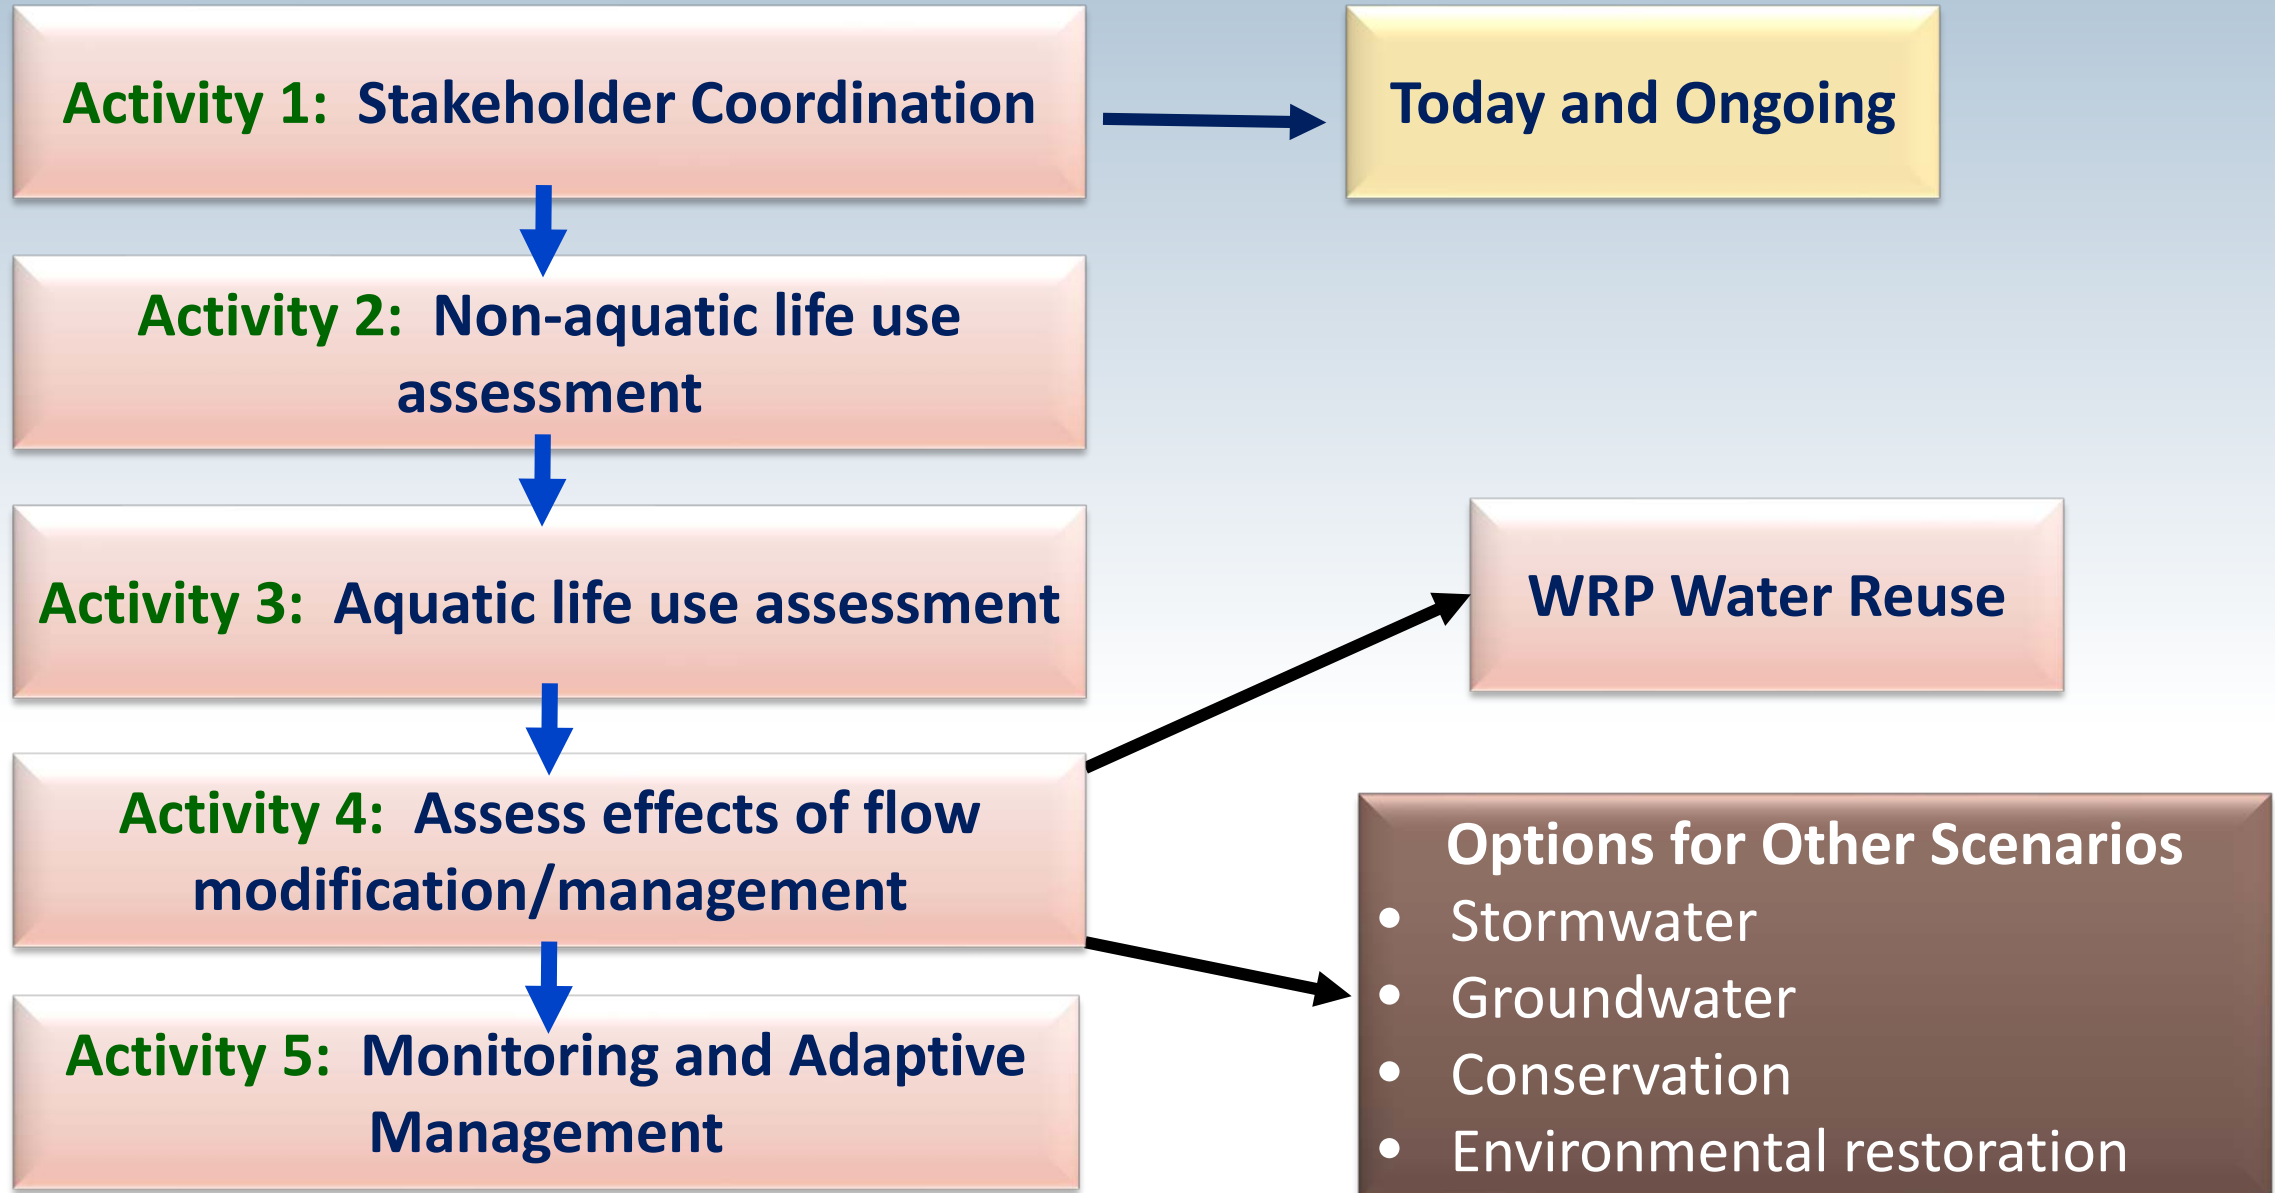 Activity 1: Stakeholder Coordination
Today and Ongoing
Activity 2: Non-aquatic life use
assessment
Activity 3: Aquatic life use assessment
WRP Water Reuse
Activity 4: Assess effects of flow
modification/management
Options for Other Scenarios
• Stormwater
• Groundwater
• Conservation
• Environmental restoration
Activity 5: Monitoring and Adaptive
Management